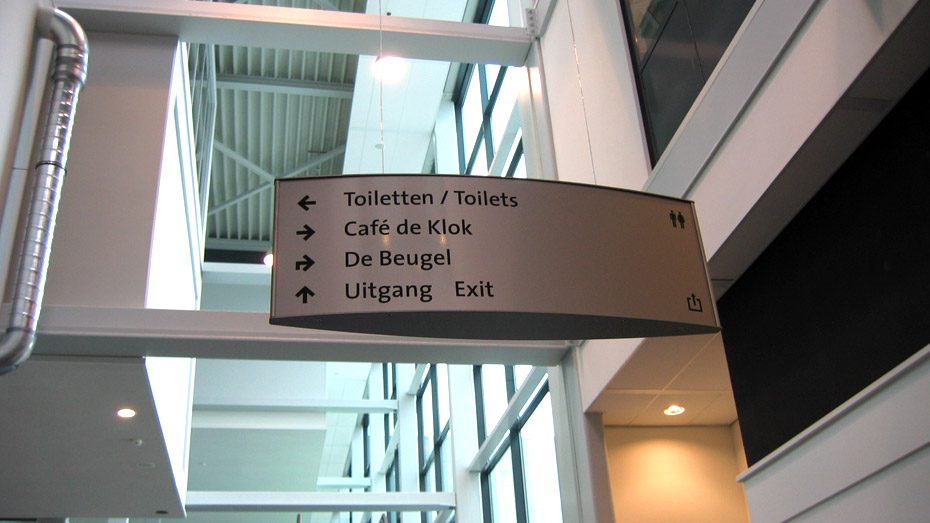 Toiletten / Toilets
Café de Klok
De Beugel
Uitgang Exit